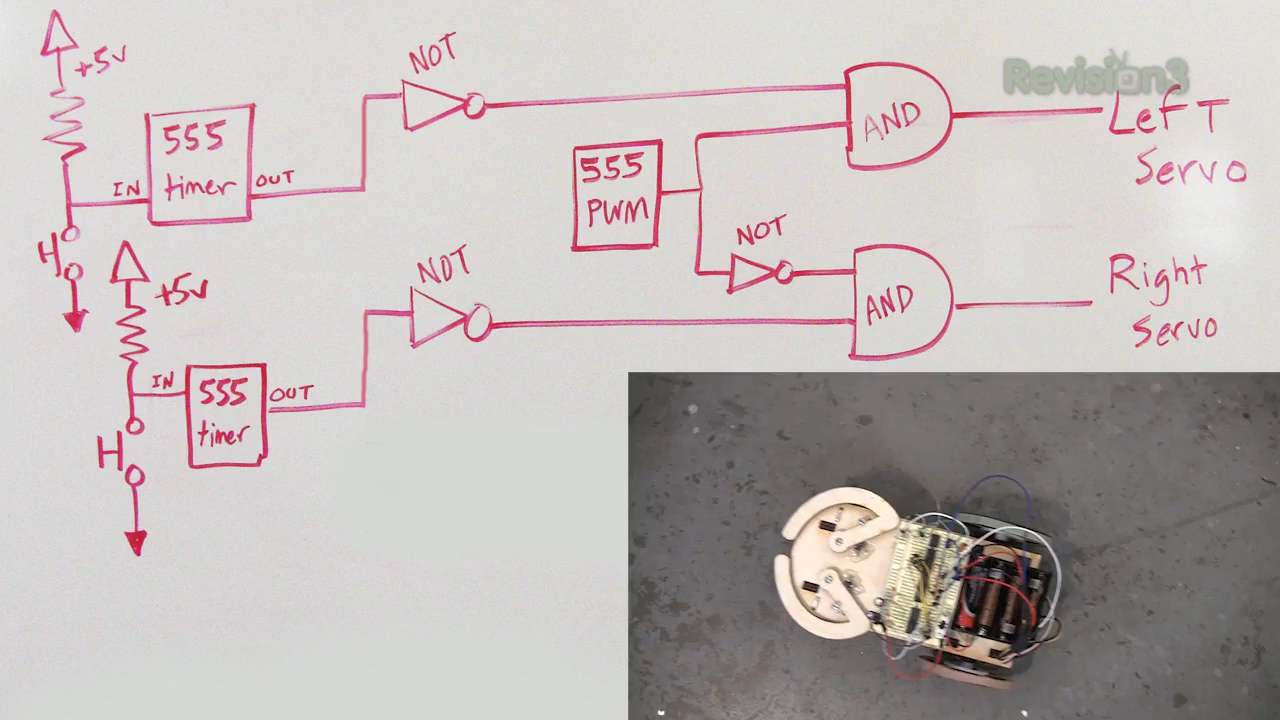 +5v
555
timer
IN
OUT
NOT
AND
Left
Servo
555
PWM
NOT
+5v
555
timer
IN
OUT
NOT
AND
Right
Servo
Revision3